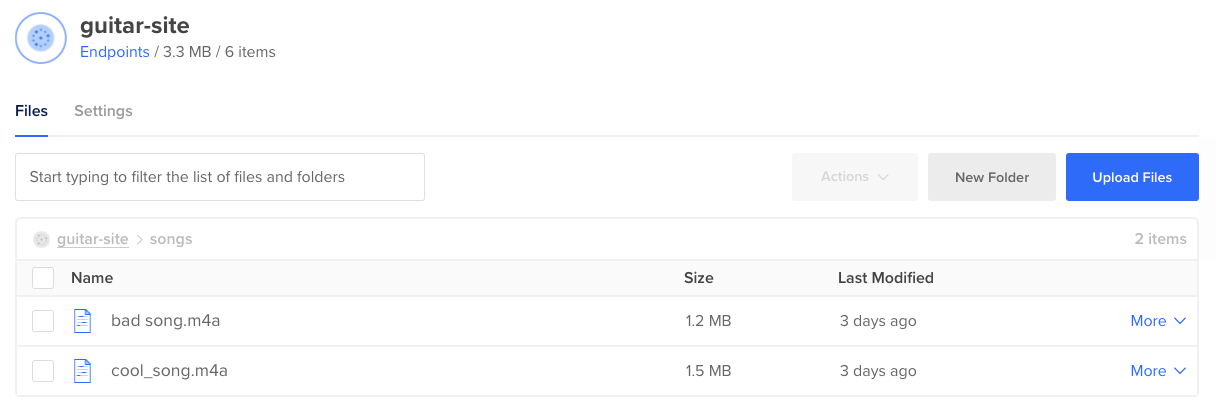 guitar-site
Endpoints / 3.3 MB / 6 items
Files Settings
Start typing to filter the list of files and folders Actions New Folder Upload Files
guitar-site > songs 2 items
Name Size Last Modified
bad song.m4a 1.2 MB 3 days ago More
cool_song.m4a 1.5 MB 3 days ago More